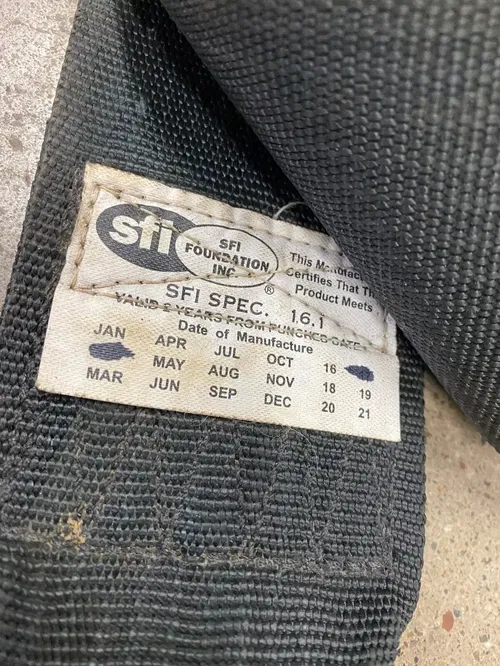 sfi
SFI
FOUNDATION
INC
®
This
Certifies That
Product Meets
SFI SPEC. 16.1
VALID 2 YEARS FROM PUNCHED DATE
Date of Manufacture
JAN APR JUL OCT 16
MAY AUG NOV 18 19
MAR JUN SEP DEC 20 21